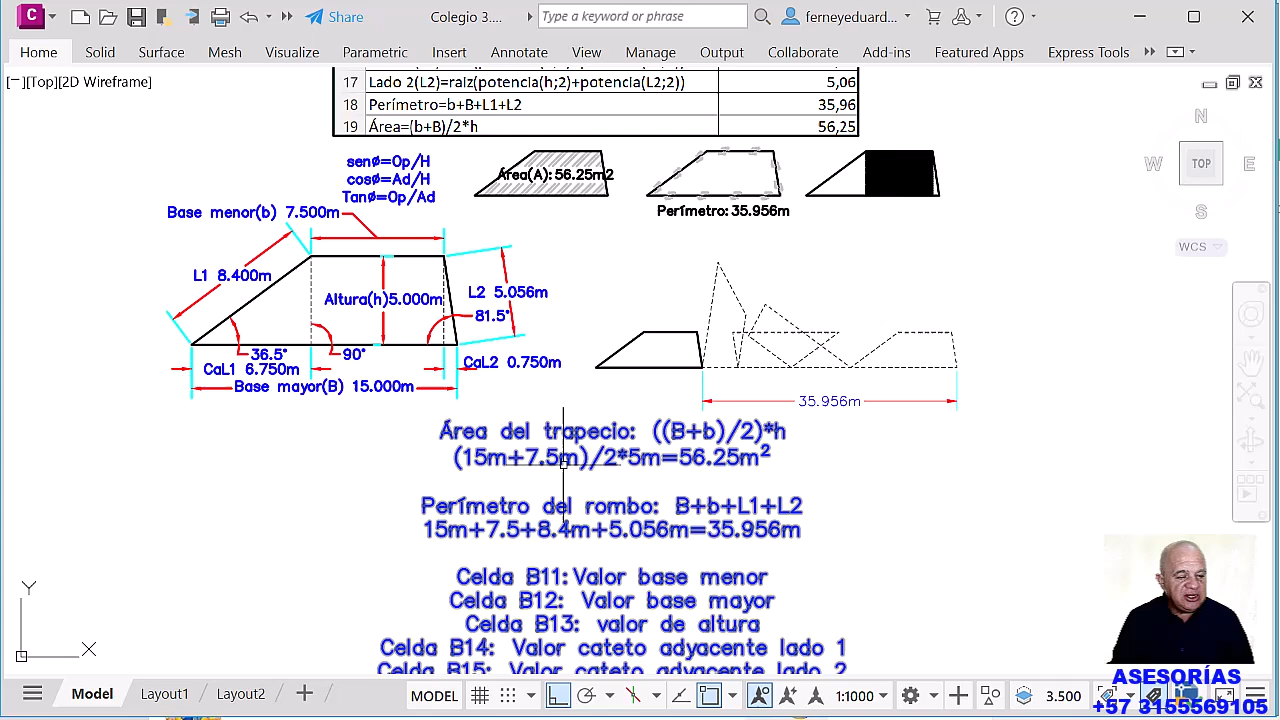 Share
Colegio 3....
Type a keyword or phrase
ferneyeduard...
Home Solid Surface Mesh Visualize Parametric Insert Annotate View Manage Output Collaborate Add-ins Featured Apps Express Tools
[−][Top][2D Wireframe]
17 Lado 2(L2)=raiz(potencia(h;2)+potencia(L2;2)) 5,06
18 Perímetro=b+B+L1+L2 35,96
19 Área=(b+B)/2*h 56,25
senø=Op/H
cosø=Ad/H
Tanø=Op/Ad
Área(A): 56.25m2
Perímetro: 35.956m
N
W TOP E
S
WCS
Base menor(b) 7.500m
L1 8.400m
Altura(h)5.000m
L2 5.056m
81.5°
36.5°
90°
CaL1 6.750m
CaL2 0.750m
Base mayor(B) 15.000m
35.956m
Área del trapecio: ((B+b)/2)*h
(15m+7.5m)/2*5m=56.25m²
Perímetro del rombo: B+b+L1+L2
15m+7.5+8.4m+5.056m=35.956m
Celda B11: Valor base menor
Celda B12: Valor base mayor
Celda B13: valor de altura
Celda B14: Valor cateto adyacente lado 1
Celda B15: Valor cateto adyacente lado 2
Y
X
ASESORÍAS
+57 3155569105
Model Layout1 Layout2
MODEL
1:1000
3.500